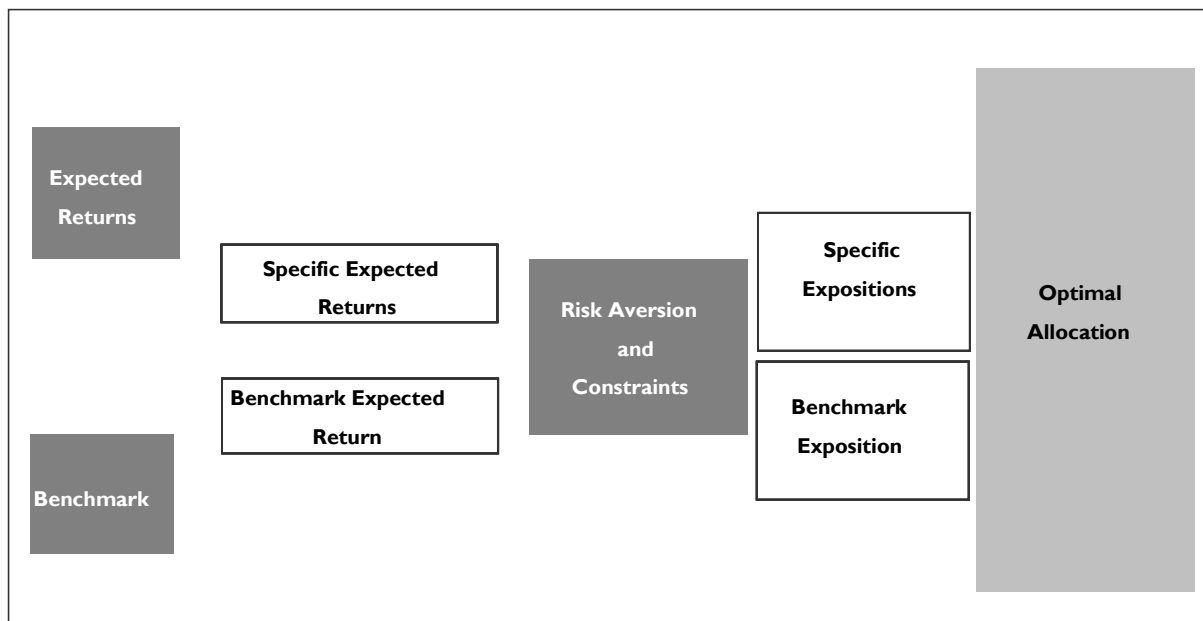 Expected
Returns
Benchmark
Specific Expected
Returns
Benchmark Expected
Return
Risk Aversion
and
Constraints
Specific
Expositions
Benchmark
Exposition
Optimal
Allocation